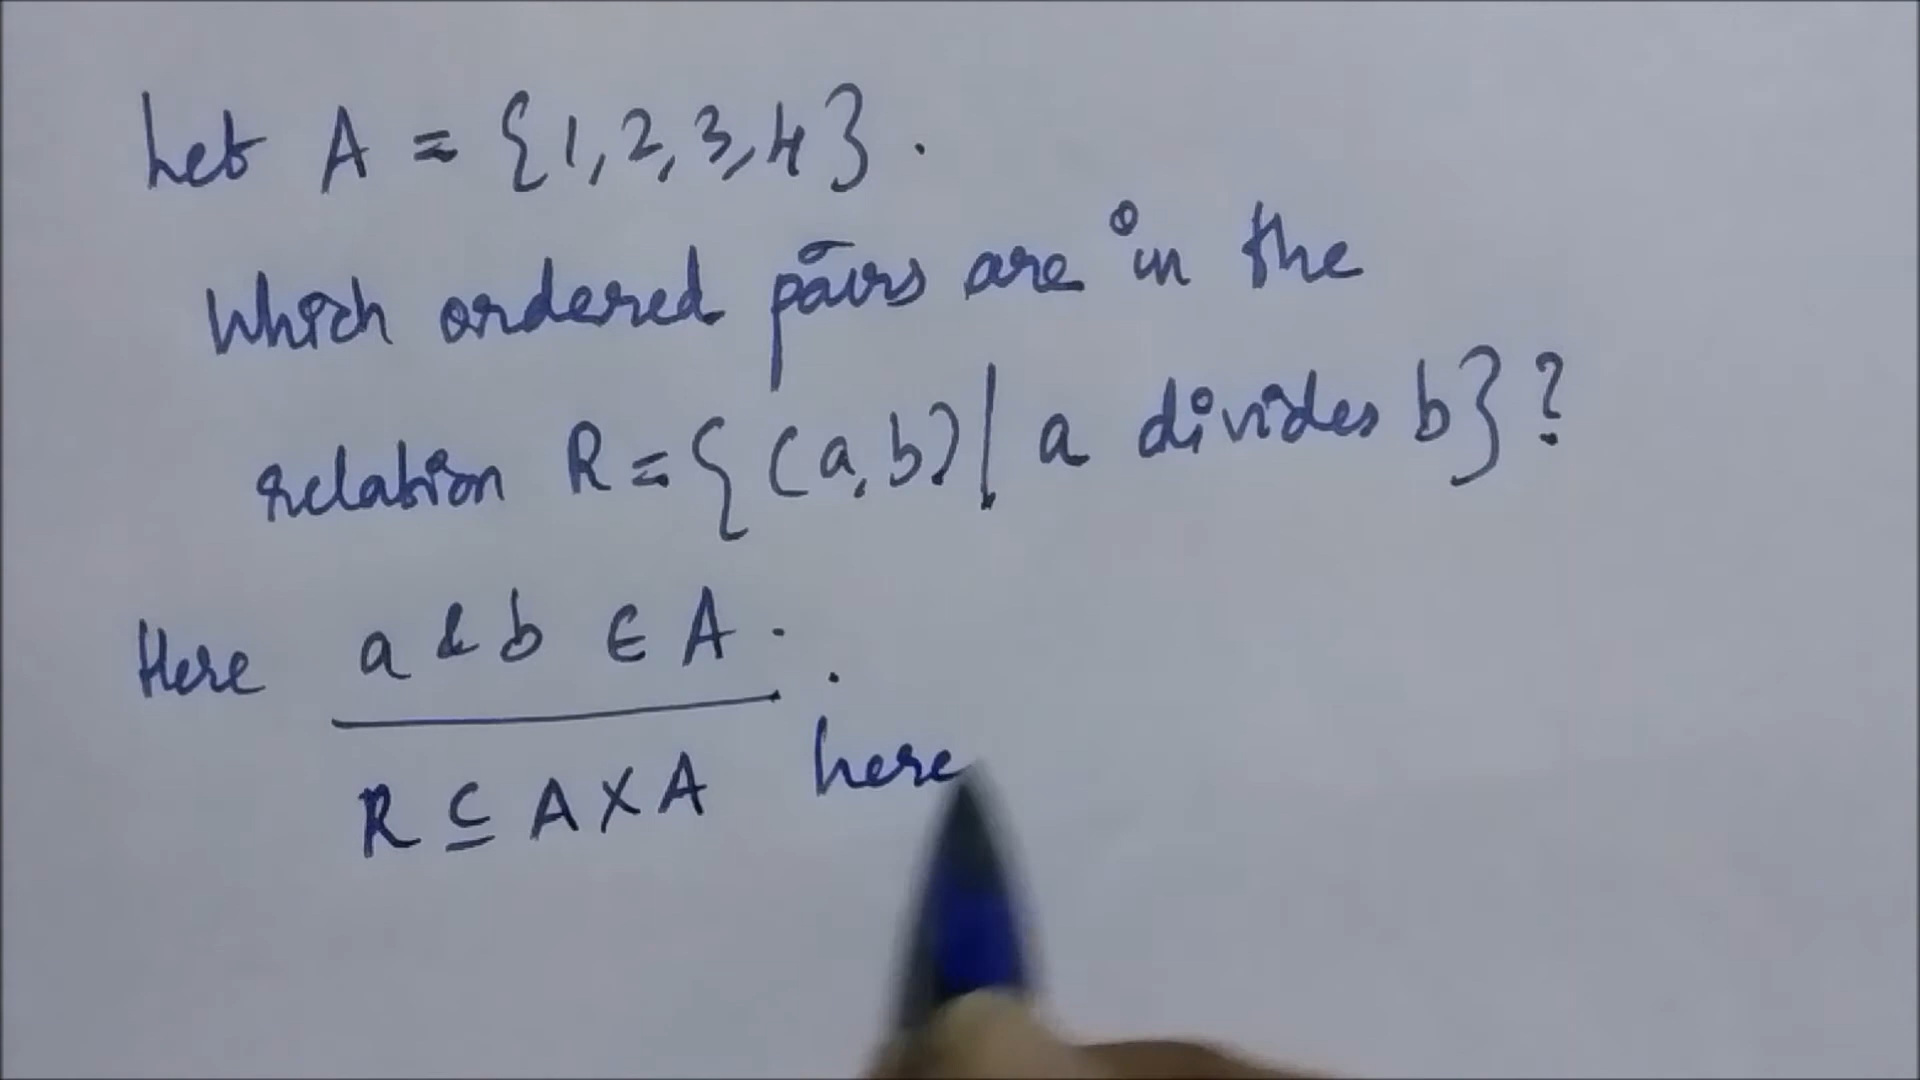 Let A = {1,2,3,4}.
Which ordered pairs are in the
relation R = {(a,b) | a divides b}?
Here a & b ∈ A.
R ⊆ A X A here